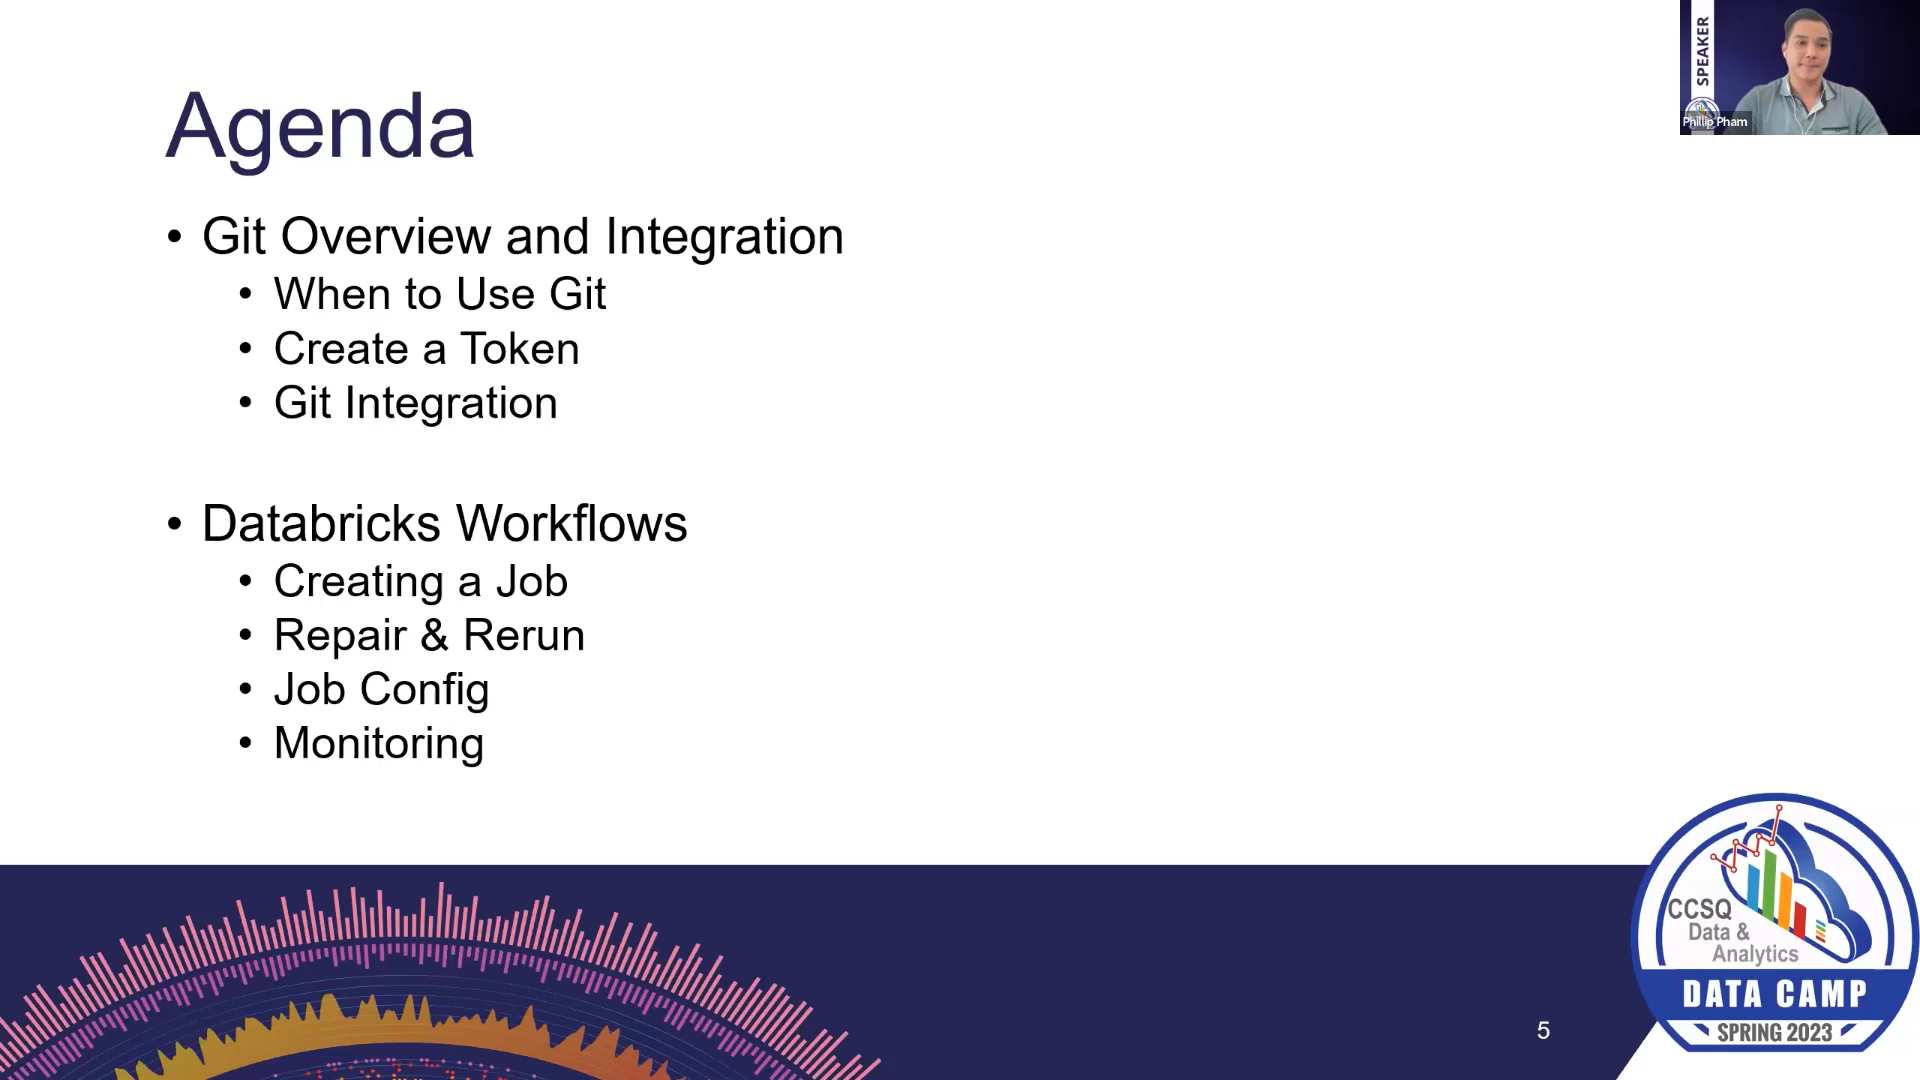 SPEAKER
Phillip Pham
Agenda
• Git Overview and Integration
• When to Use Git
• Create a Token
• Git Integration
• Databricks Workflows
• Creating a Job
• Repair & Rerun
• Job Config
• Monitoring
5
CCSQ
Data &
Analytics
DATA CAMP
SPRING 2023